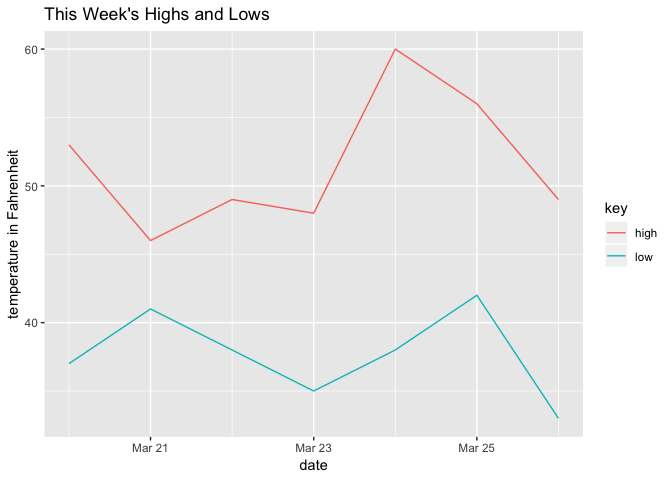 This Week's Highs and Lows
60
50
40
temperature in Fahrenheit
Mar 21
Mar 23
Mar 25
date
key
high
low